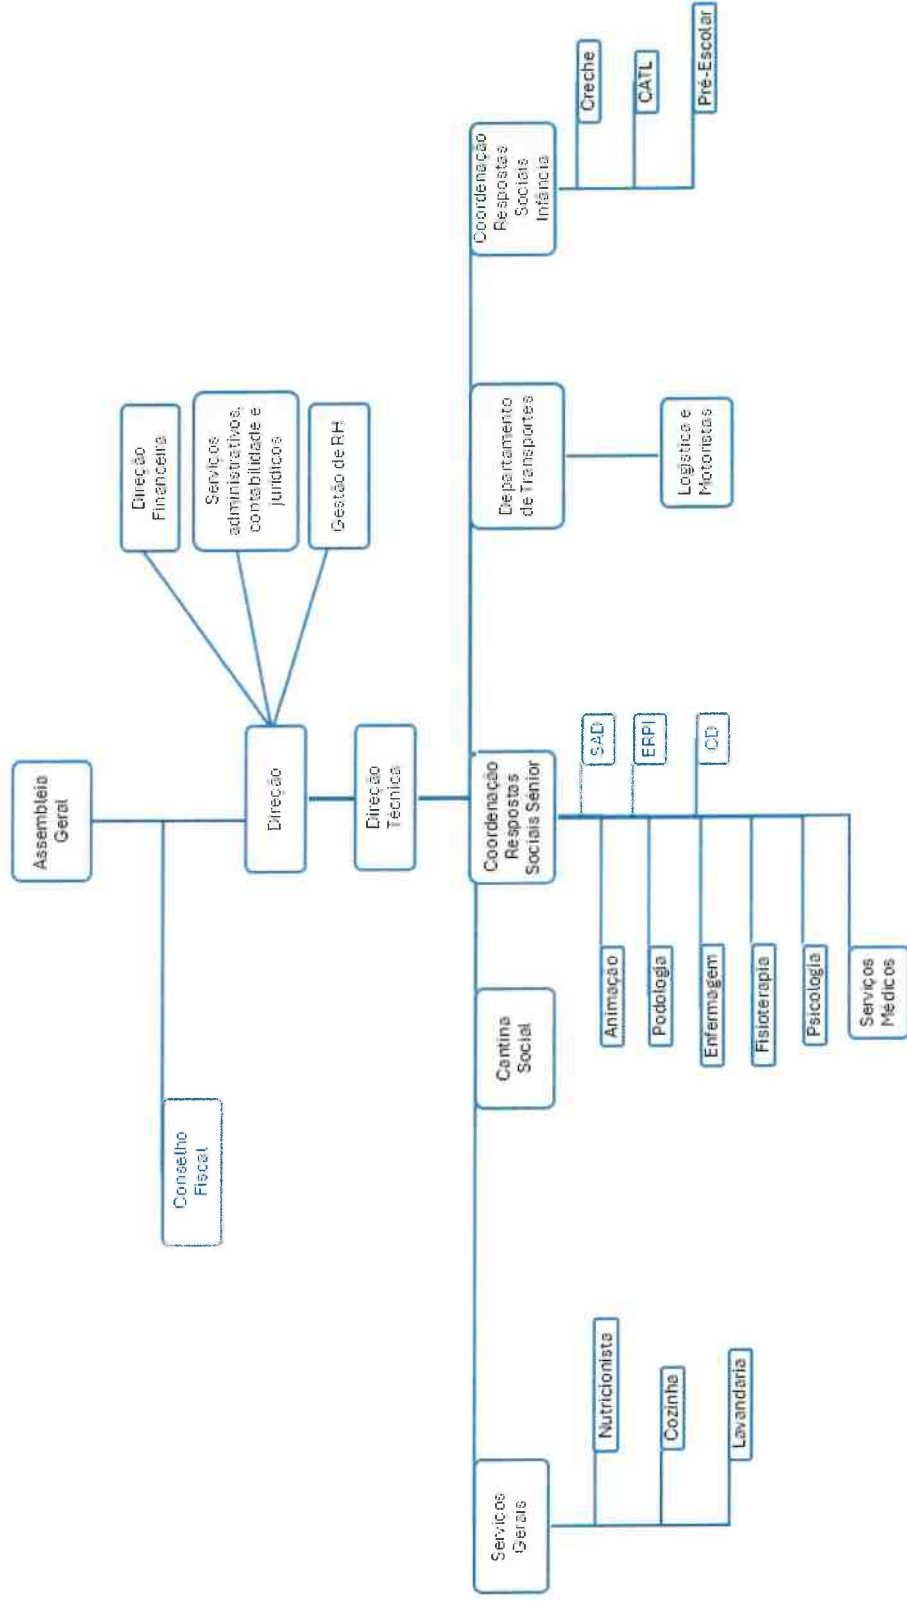 Assembleia
Geral
Conselho
Fiscal
Direção
Direção
Financeira
Serviços
administrativos,
contabilidade e
jurídicos
Gestão de RH
Direção
Técnica
Serviços
Gerais
Nutricionista
Cozinha
Lavandaria
Cantina
Social
Coordenação
Respostas
Sociais Sénior
SAD
ERPI
CD
Animação
Podologia
Enfermagem
Fisioterapia
Psicologia
Serviços
Médicos
Departamento
de Transportes
Logística e
Motoristas
Coordenação
Respostas
Sociais
Infância
Creche
CATL
Pré-Escolar